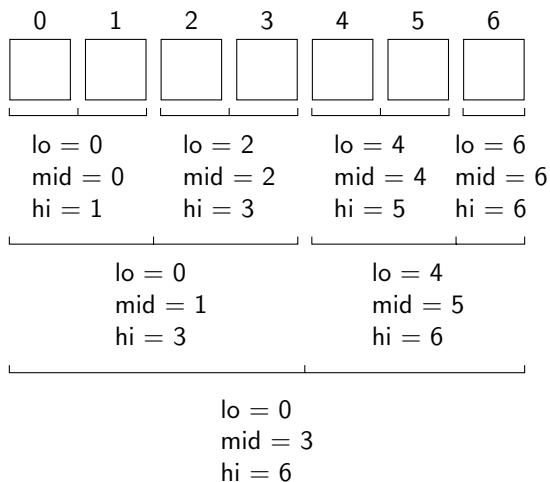 0 1 2 3 4 5 6
lo = 0 lo = 2 lo = 4 lo = 6
mid = 0 mid = 2 mid = 4 mid = 6
hi = 1 hi = 3 hi = 5 hi = 6
lo = 0 lo = 4
mid = 1 mid = 5
hi = 3 hi = 6
lo = 0
mid = 3
hi = 6